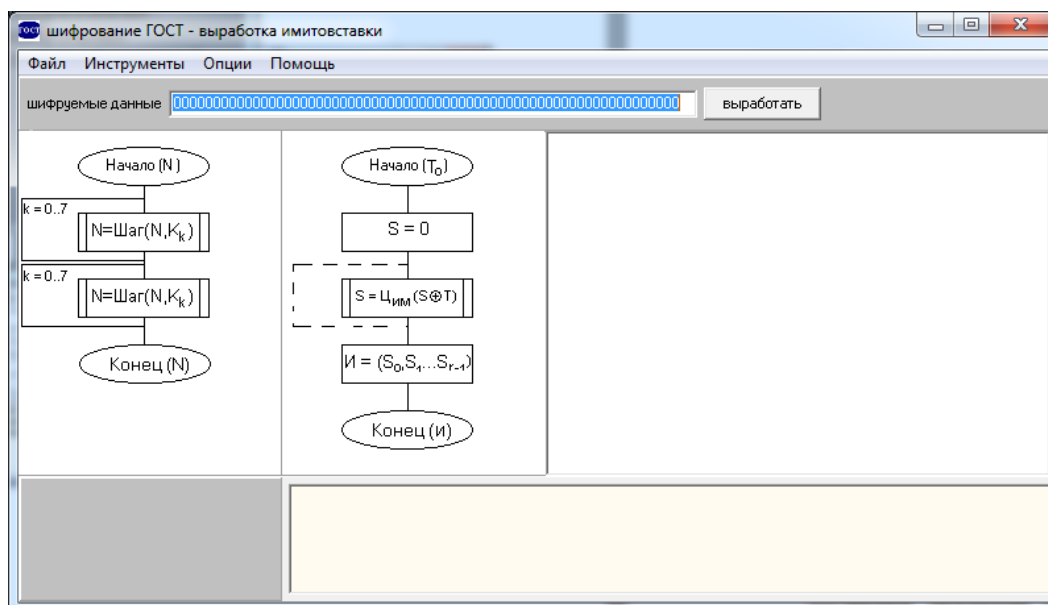 ГОСТ шифрование ГОСТ - выработка имитовставки
Файл Инструменты Опции Помощь
шифруемые данные 0000000000000000000000000000000000000000000000000000000000000000 выработать
Начало (N)
k = 0..7
N=Шаг(N,Kk)
k = 0..7
N=Шаг(N,Kk)
Конец (N)
Начало (T0)
S = 0
S = ЦИМ(S⊕T)
И = (S0,S1...Sr-1)
Конец (И)